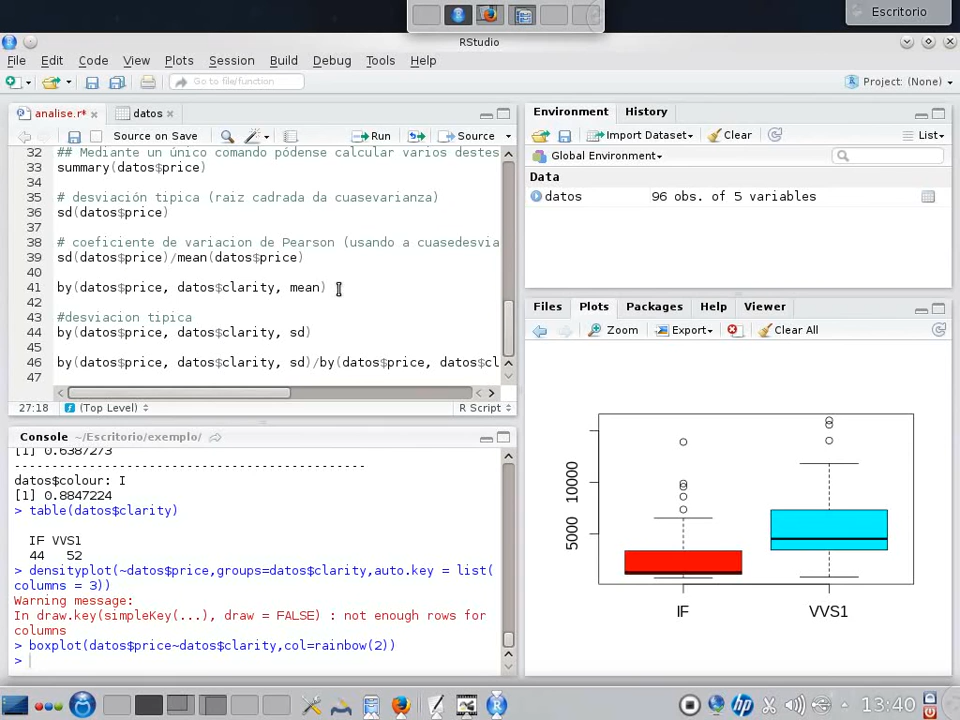 Escritorio
RStudio
File Edit Code View Plots Session Build Debug Tools Help
Go to file/function
Project: (None)
analise.r* datos
Source on Save Run Source
32 ## Mediante un único comando pódense calcular varios destes
33 summary(datos$price)
34
35 # desviación tipica (raiz cadrada da cuasevarianza)
36 sd(datos$price)
37
38 # coeficiente de variacion de Pearson (usando a cuasedesvia
39 sd(datos$price)/mean(datos$price)
40
41 by(datos$price, datos$clarity, mean)
42
43 #desviacion tipica
44 by(datos$price, datos$clarity, sd)
45
46 by(datos$price, datos$clarity, sd)/by(datos$price, datos$cl
47
27:18 (Top Level) R Script
Console ~/Escritorio/exemplo/
[1] 0.6387273
-----------------------------------------------
datos$colour: I
[1] 0.8847224
> table(datos$clarity)
IF VVS1
44 52
> densityplot(~datos$price,groups=datos$clarity,auto.key = list(
columns = 3))
Warning message:
In draw.key(simpleKey(...), draw = FALSE) : not enough rows for
columns
> boxplot(datos$price~datos$clarity,col=rainbow(2))
>
Environment History
Import Dataset Clear List
Global Environment
Data
datos 96 obs. of 5 variables
Files Plots Packages Help Viewer
Zoom Export Clear All
10000
5000
IF VVS1
hp 13:40